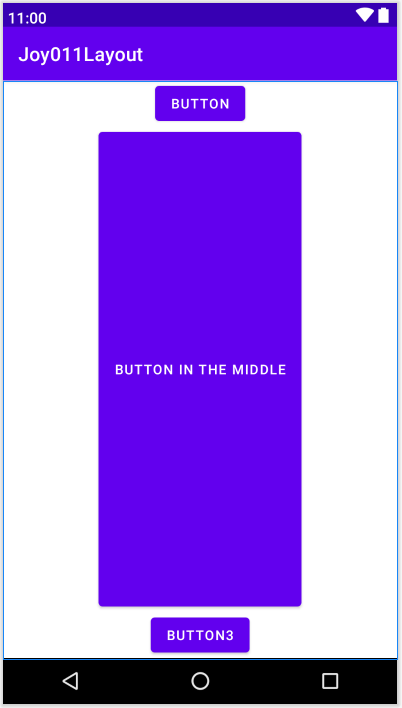 11:00
Joy011Layout
BUTTON
BUTTON IN THE MIDDLE
BUTTON3